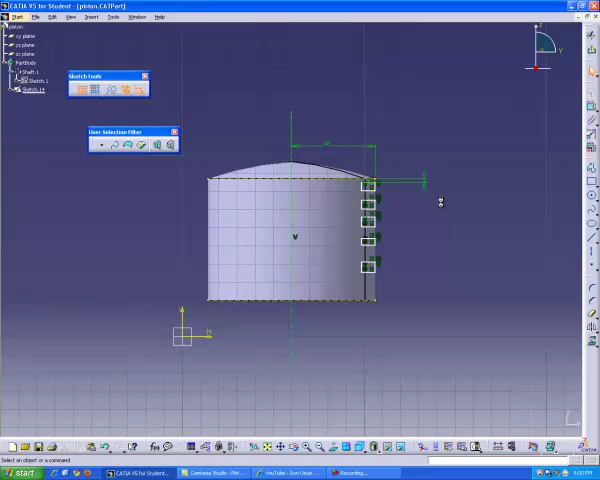 CATIA V5 for Student - [piston.CATPart]
Start File Edit View Insert Tools Window Help
piston
xy plane
yz plane
zx plane
PartBody
Shaft.1
Sketch.1
Sketch.14
Sketch tools
User Selection Filter
Z
Y
V
V
H
Select an object or a command
start
CATIA V5 for Student...
Camtasia Studio - Pist...
YouTube - Don Omar ...
Recording...